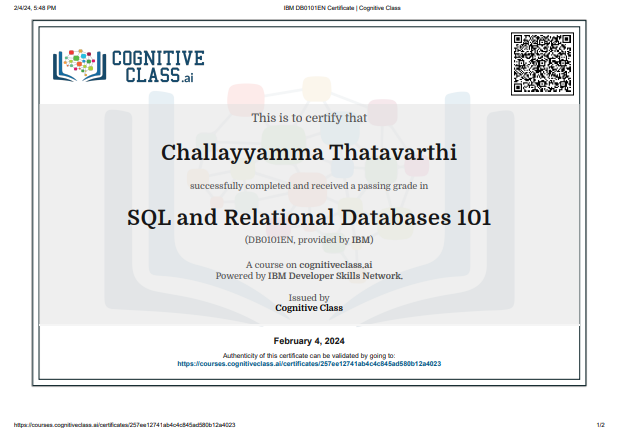 2/4/24, 5:48 PM
IBM DB0101EN Certificate | Cognitive Class
COGNITIVE
CLASS.ai
This is to certify that
Challayyamma Thatavarthi
successfully completed and received a passing grade in
SQL and Relational Databases 101
(DB0101EN, provided by IBM)
A course on cognitiveclass.ai
Powered by IBM Developer Skills Network.
Issued by
Cognitive Class
February 4, 2024
Authenticity of this certificate can be validated by going to:
https://courses.cognitiveclass.ai/certificates/257ee12741ab4c4c845ad580b12a4023
https://courses.cognitiveclass.ai/certificates/257ee12741ab4c4c845ad580b12a4023
1/2